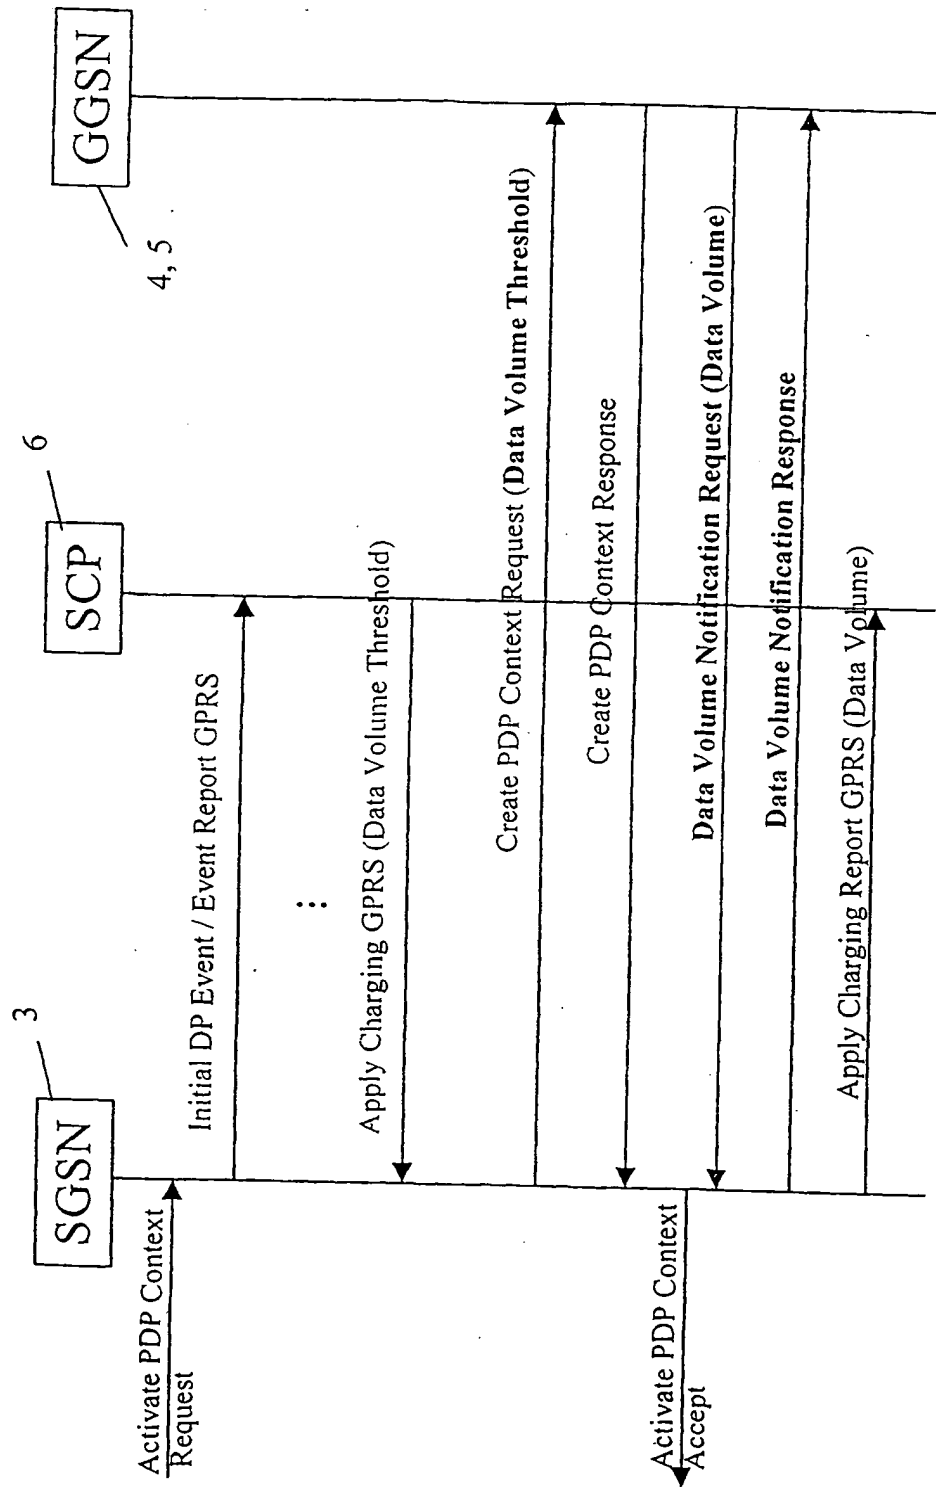 3
SGSN
6
SCP
4, 5
GGSN
Activate PDP Context
Request
Initial DP Event / Event Report GPRS
⋮
Apply Charging GPRS (Data Volume Threshold)
Create PDP Context Request (Data Volume Threshold)
Create PDP Context Response
Activate PDP Context
Accept
Data Volume Notification Request (Data Volume)
Data Volume Notification Response
Apply Charging Report GPRS (Data Volume)